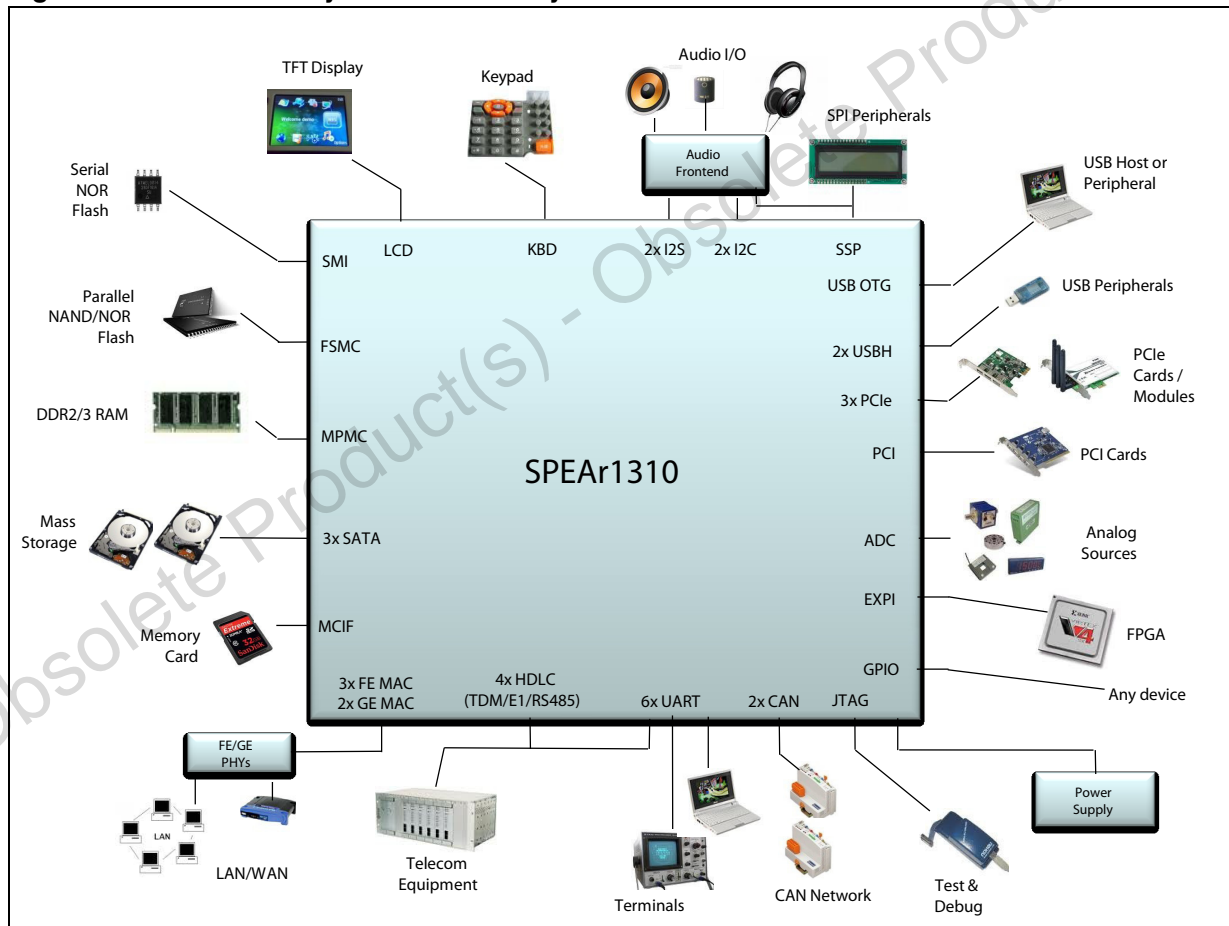 TFT Display
Keypad
Audio I/O
SPI Peripherals
Audio
Frontend
Serial
NOR
Flash
USB Host or
Peripheral
SMI
LCD
KBD
2x I2S
2x I2C
SSP
USB OTG
USB Peripherals
Parallel
NAND/NOR
Flash
FSMC
2x USBH
PCIe
Cards /
Modules
3x PCIe
DDR2/3 RAM
MPMC
PCI
PCI Cards
SPEAr1310
Mass
Storage
3x SATA
ADC
Analog
Sources
EXPI
FPGA
Memory
Card
MCIF
GPIO
Any device
3x FE MAC
2x GE MAC
4x HDLC
(TDM/E1/RS485)
6x UART
2x CAN
JTAG
FE/GE
PHYs
Power
Supply
LAN
LAN/WAN
Telecom
Equipment
Terminals
CAN Network
Test &
Debug
Obsolete Product(s) - Obsolete Produ